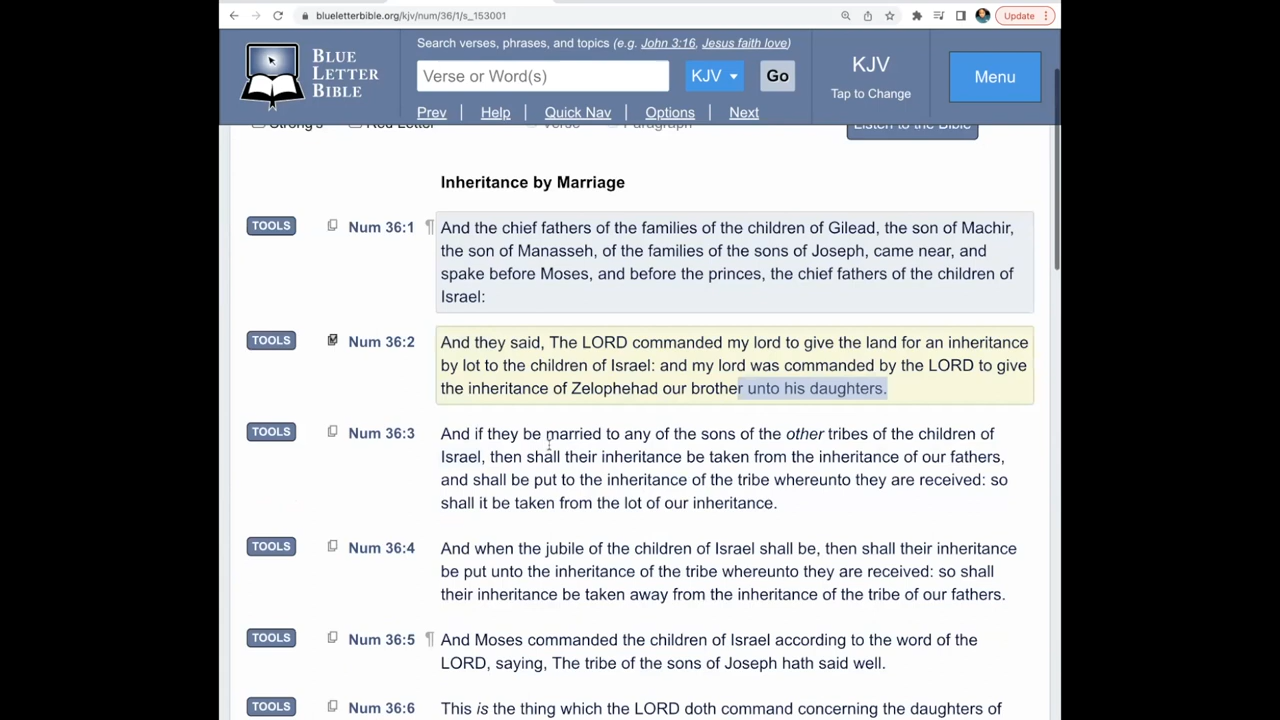 blueletterbible.org/kjv/num/36/1/s_153001
Update
BLUE
LETTER
BIBLE
Search verses, phrases, and topics (e.g. John 3:16, Jesus faith love)
Verse or Word(s)
KJV
Go
Prev | Help | Quick Nav | Options | Next
KJV
Tap to Change
Menu
Strong's Red Letter Verse Paragraph Listen to the Bible
Inheritance by Marriage
TOOLS Num 36:1 ¶ And the chief fathers of the families of the children of Gilead, the son of Machir,
the son of Manasseh, of the families of the sons of Joseph, came near, and
spake before Moses, and before the princes, the chief fathers of the children of
Israel:
TOOLS Num 36:2 And they said, The LORD commanded my lord to give the land for an inheritance
by lot to the children of Israel: and my lord was commanded by the LORD to give
the inheritance of Zelophehad our brother unto his daughters.
TOOLS Num 36:3 And if they be married to any of the sons of the other tribes of the children of
Israel, then shall their inheritance be taken from the inheritance of our fathers,
and shall be put to the inheritance of the tribe whereunto they are received: so
shall it be taken from the lot of our inheritance.
TOOLS Num 36:4 And when the jubile of the children of Israel shall be, then shall their inheritance
be put unto the inheritance of the tribe whereunto they are received: so shall
their inheritance be taken away from the inheritance of the tribe of our fathers.
TOOLS Num 36:5 ¶ And Moses commanded the children of Israel according to the word of the
LORD, saying, The tribe of the sons of Joseph hath said well.
TOOLS Num 36:6 This is the thing which the LORD doth command concerning the daughters of